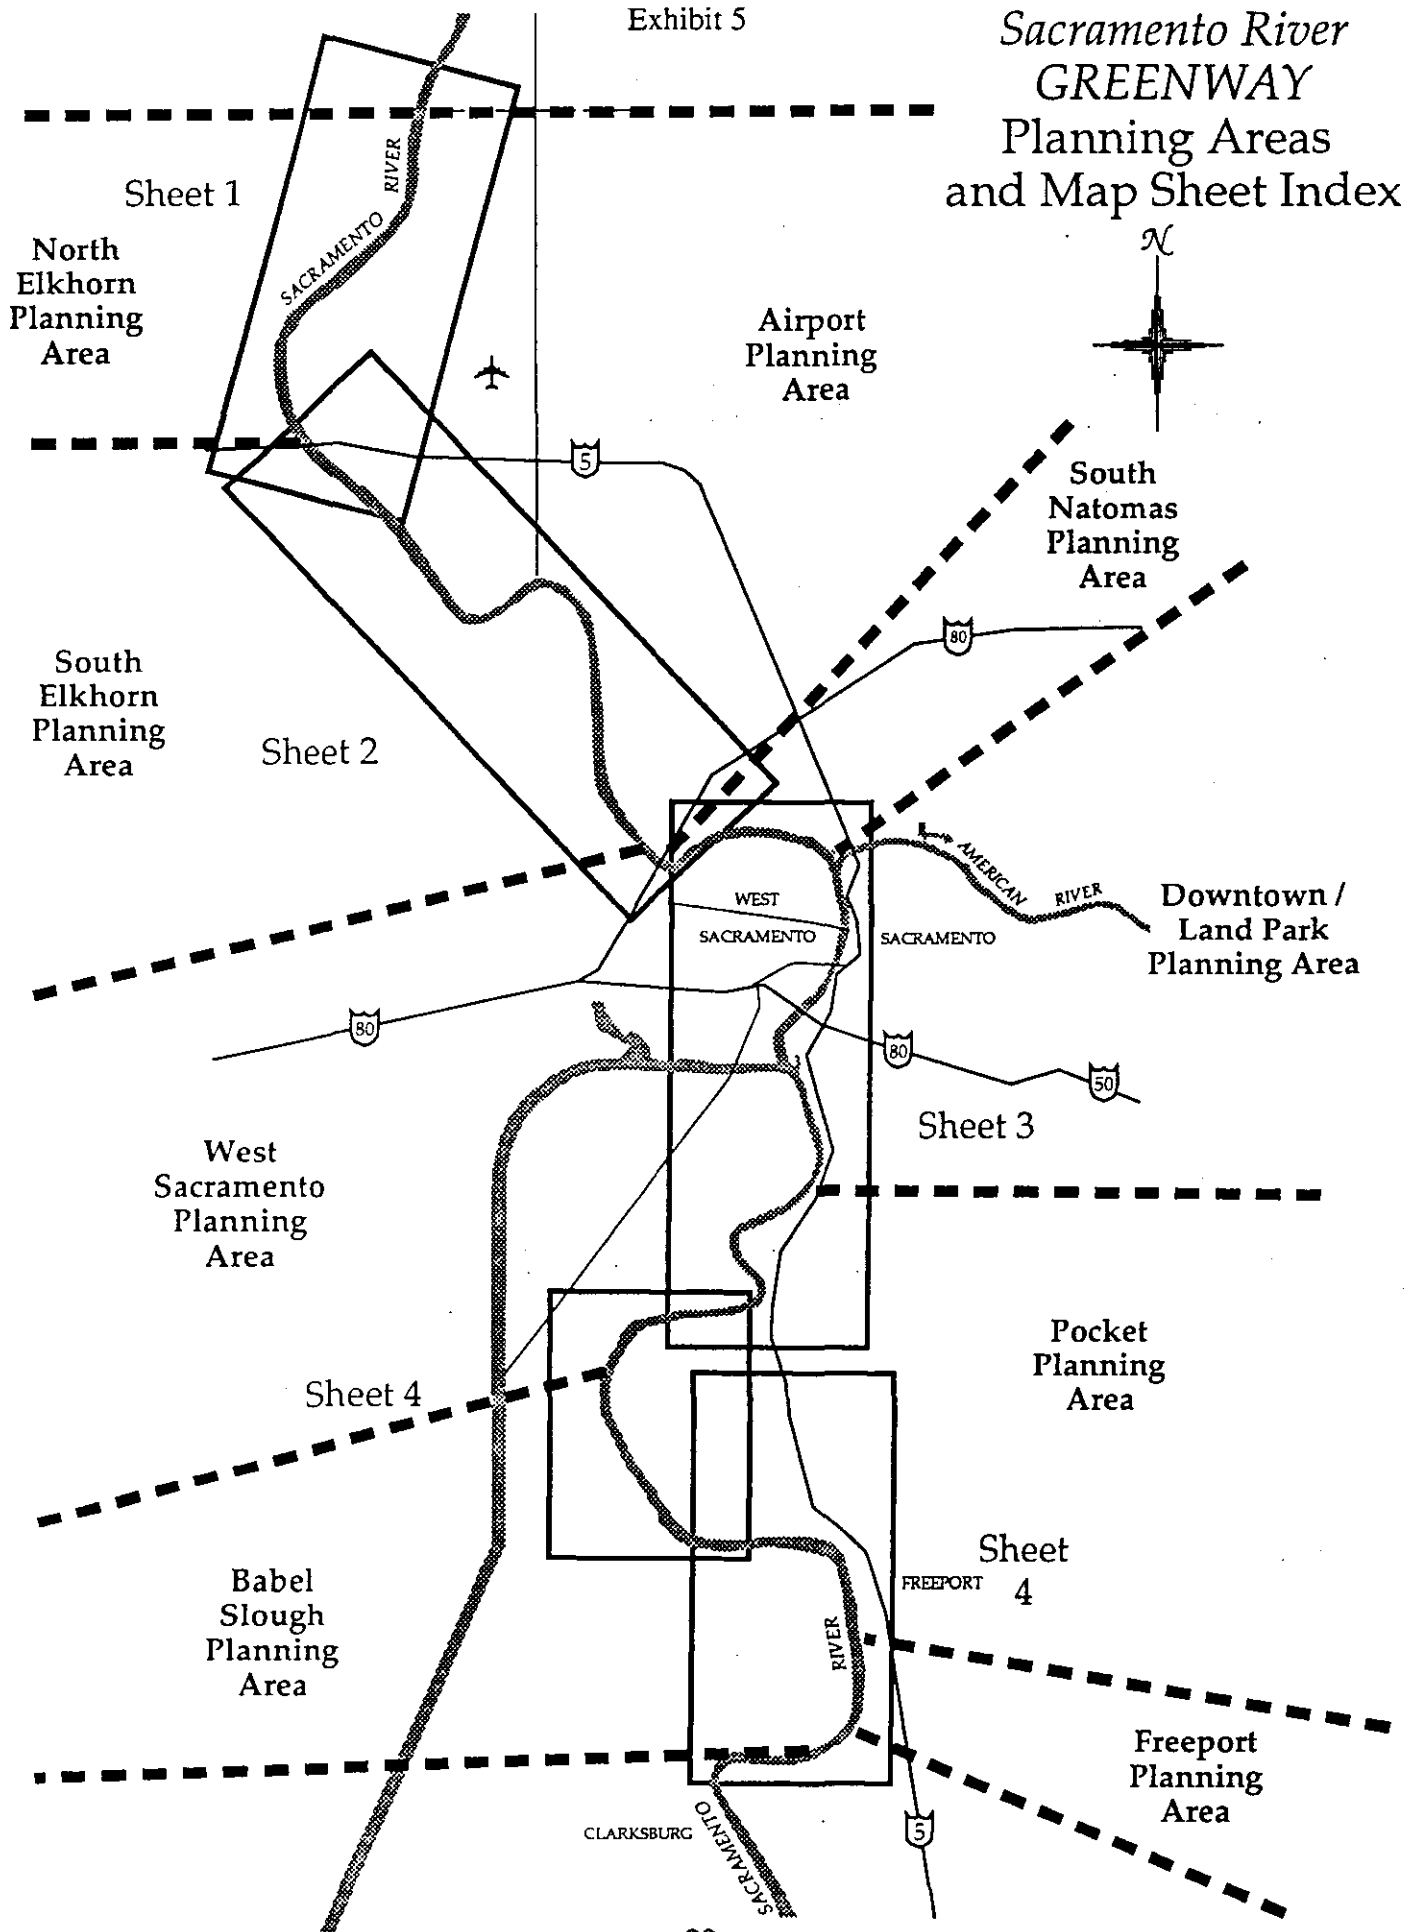 Exhibit 5
Sacramento River
GREENWAY
Planning Areas
and Map Sheet Index
N
RIVER
SACRAMENTO
Sheet 1
North
Elkhorn
Planning
Area
Airport
Planning
Area
5
South
Natomas
Planning
Area
80
South
Elkhorn
Planning
Area
Sheet 2
AMERICAN
RIVER
WEST
SACRAMENTO
SACRAMENTO
Downtown /
Land Park
Planning Area
80
80
50
Sheet 3
West
Sacramento
Planning
Area
Pocket
Planning
Area
Sheet 4
Sheet
4
FREEPORT
Babel
Slough
Planning
Area
RIVER
Freeport
Planning
Area
5
CLARKSBURG
SACRAMENTO